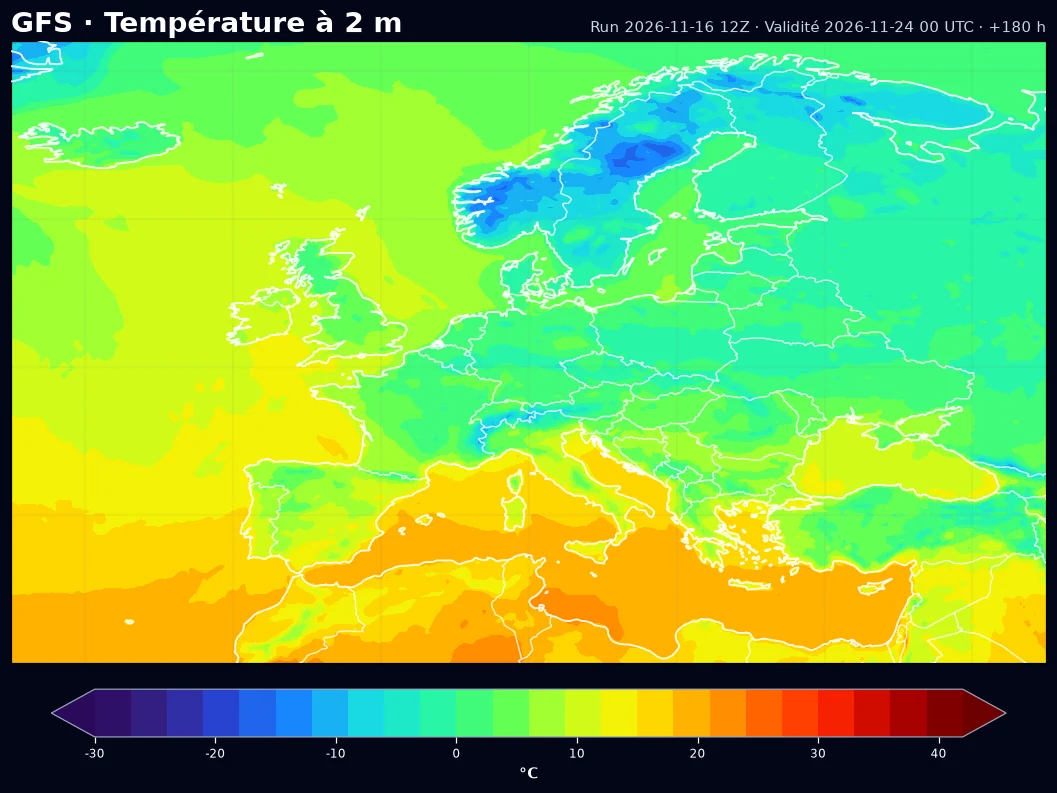 GFS · Température à 2 m
Run 2026-11-16 12Z · Validité 2026-11-24 00 UTC · +180 h
-30 -20 -10 0 10 20 30 40
°C